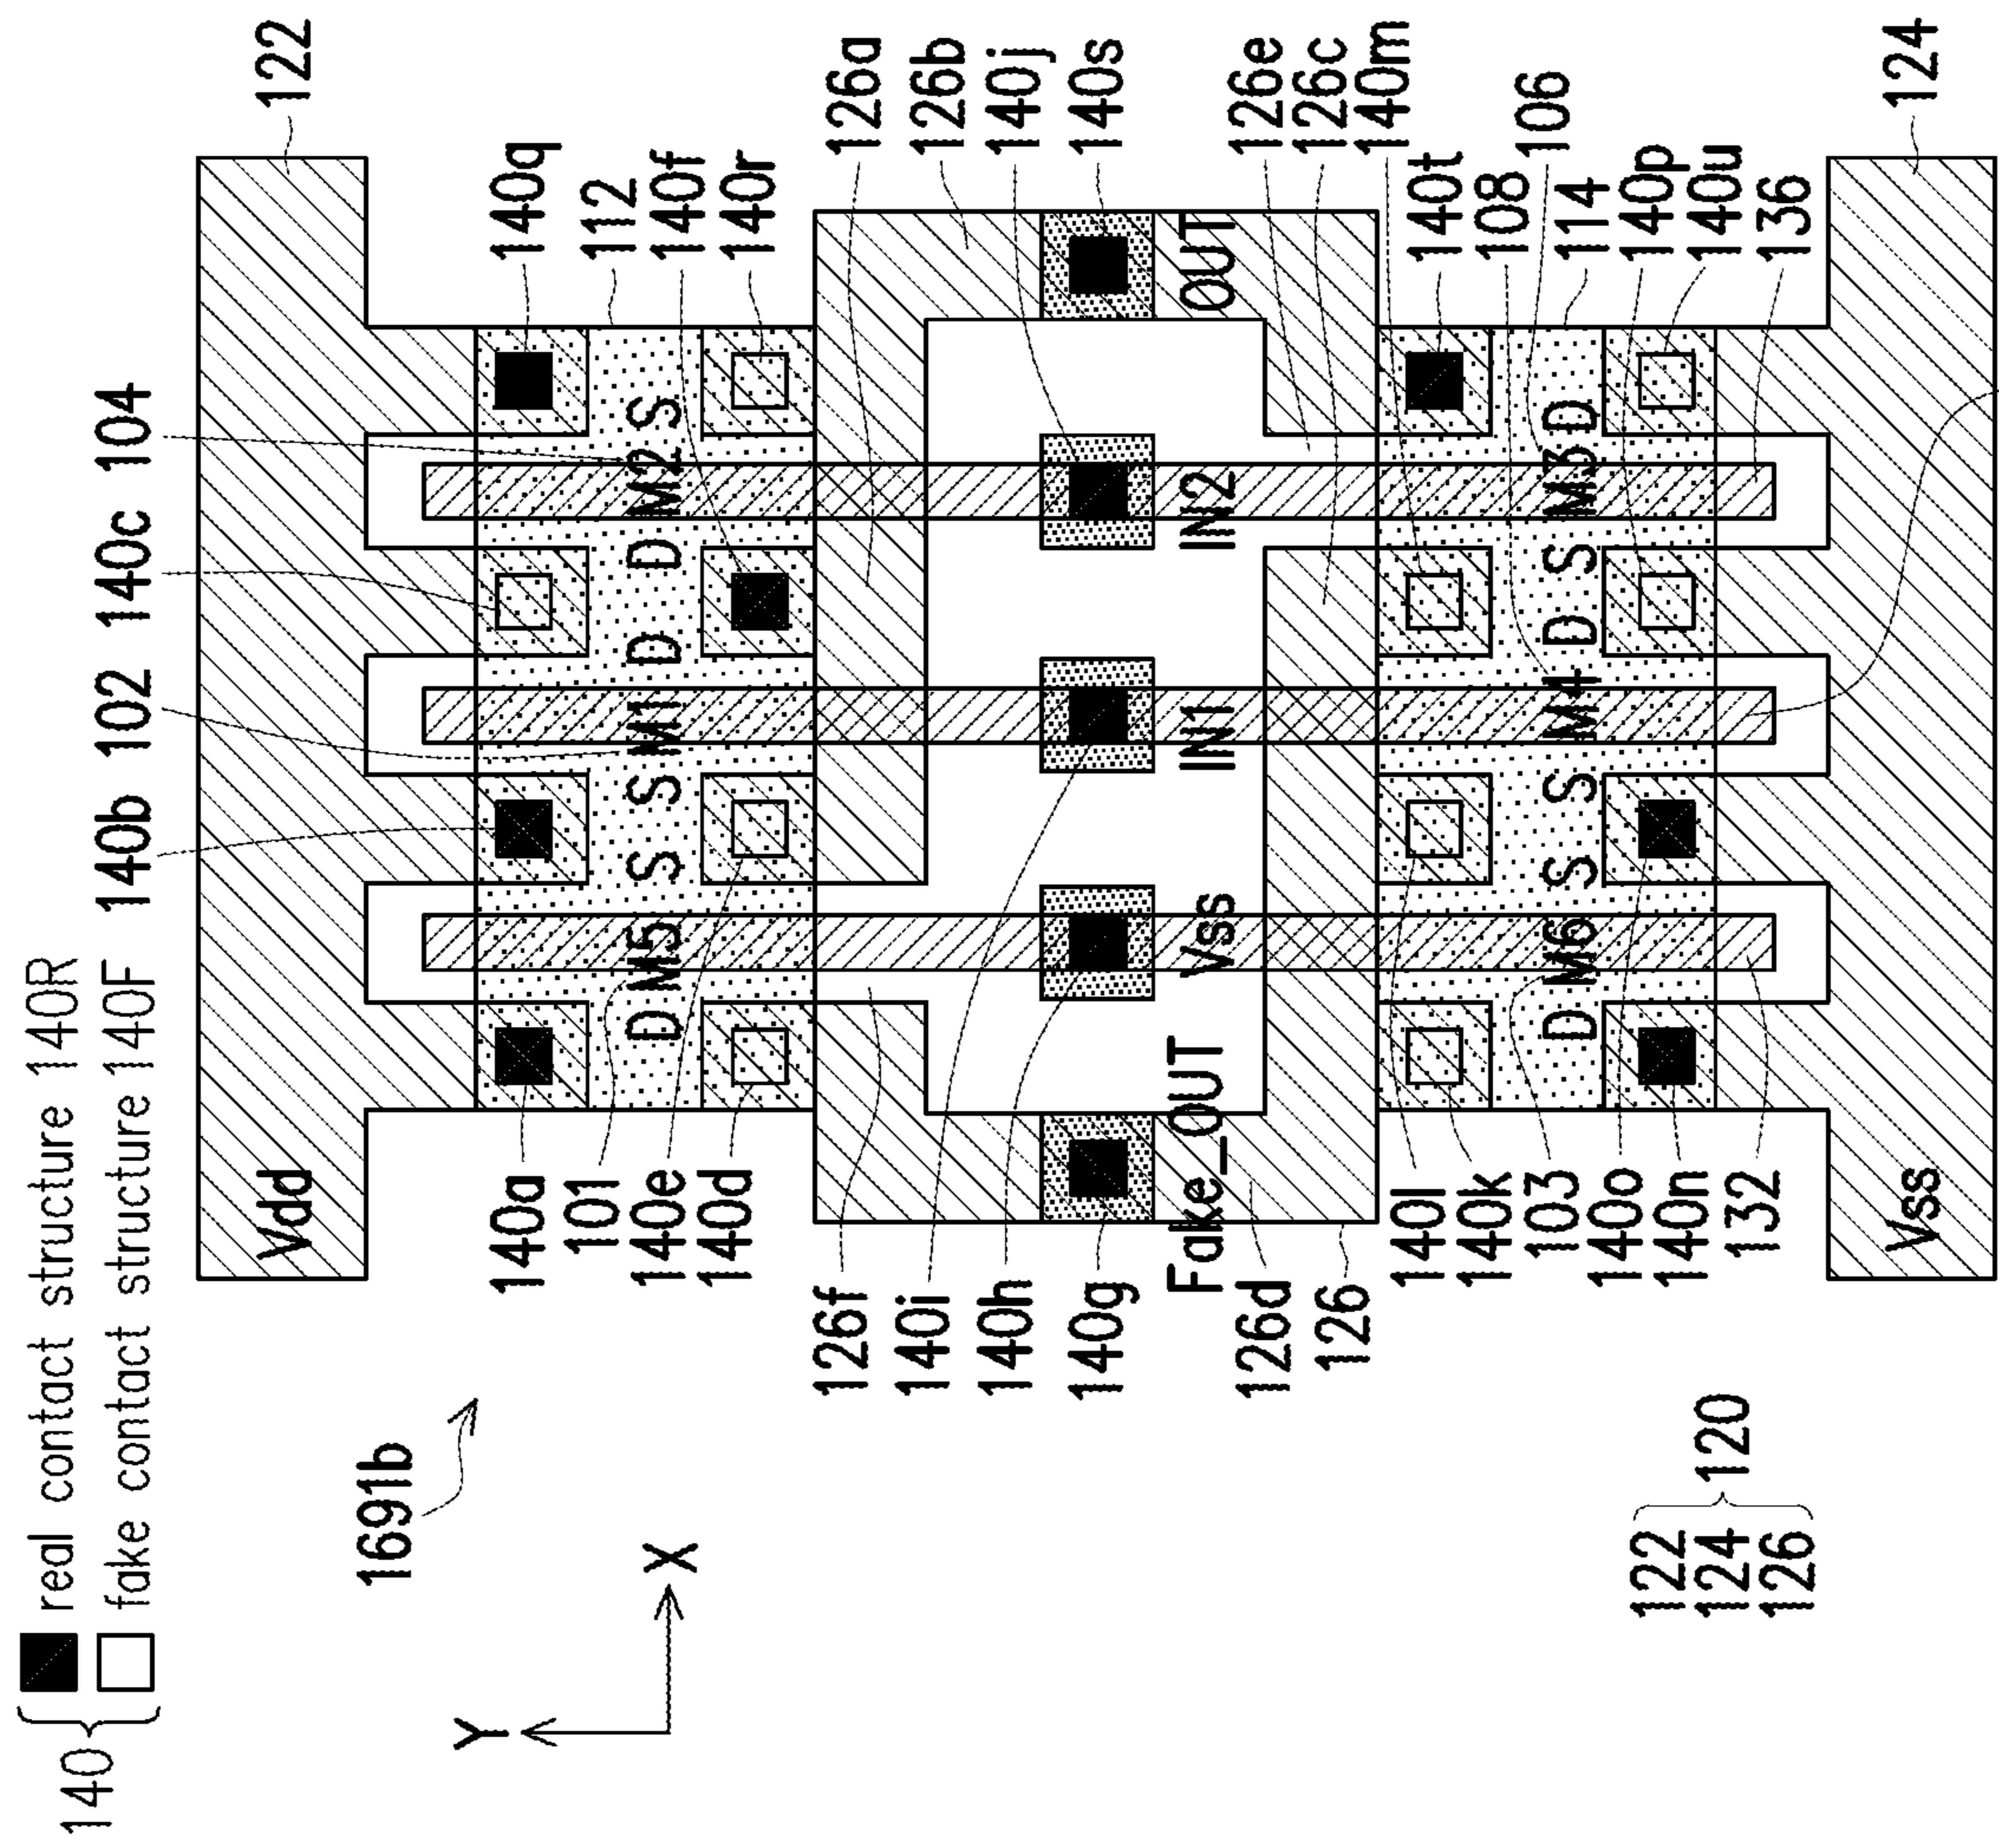 140
real contact structure 140R
fake contact structure 140F
1691b
Y
X
122
124
126
120
140b
102
140c
104
122
Vdd
140a
101
140e
140d
140q
112
140f
140r
D M5 S S M1 D D M2 S
126f
140i
140h
140g
126d
126
126a
126b
140j
140s
126e
126c
140m
Fake_OUT
Vss
IN1
IN2
OUT
140l
140k
103
140o
140n
132
140t
108
106
114
140p
140u
136
D M6 S S M4 D S M3 D
Vss
124